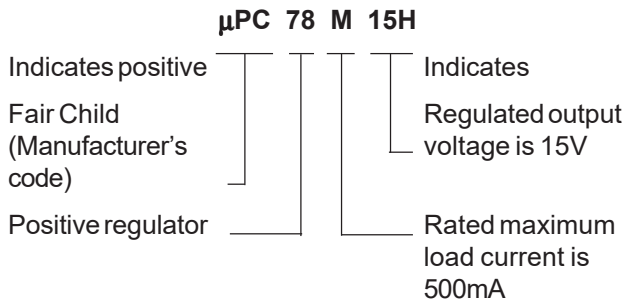 µPC 78 M 15H
Indicates positive
Fair Child
(Manufacturer's
code)
Positive regulator
Indicates
Regulated output
voltage is 15V
Rated maximum
load current is
500mA